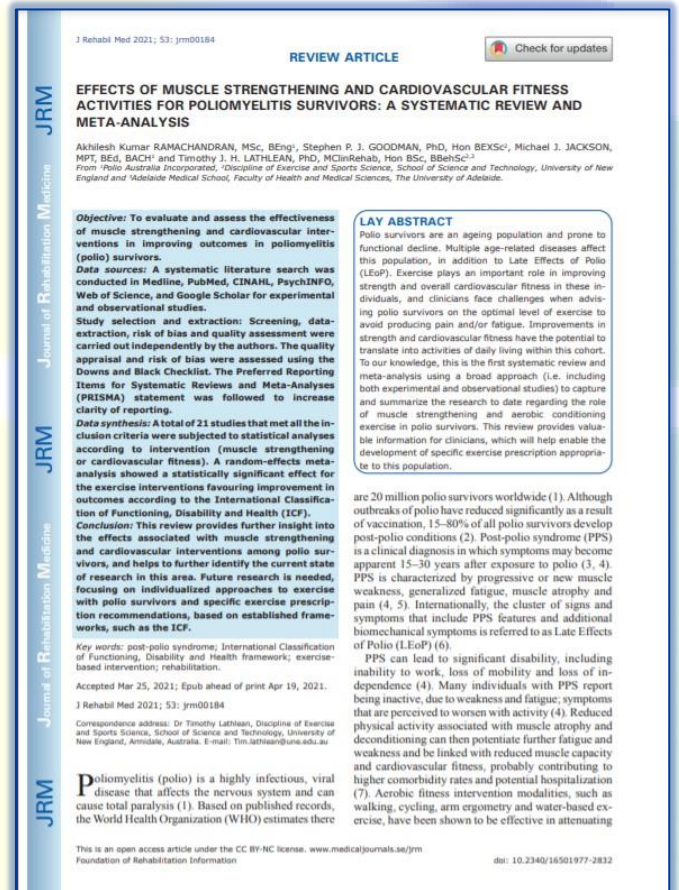 J Rehabil Med 2021; 53: jrm00184
Check for updates
REVIEW ARTICLE
EFFECTS OF MUSCLE STRENGTHENING AND CARDIOVASCULAR FITNESS
ACTIVITIES FOR POLIOMYELITIS SURVIVORS: A SYSTEMATIC REVIEW AND
META-ANALYSIS
Akhilesh Kumar RAMACHANDRAN, MSc, BEng¹, Stephen P. J. GOODMAN, PhD, Hon BEXSc², Michael J. JACKSON,
MPT, BEd, BACH¹ and Timothy J. H. LATHLEAN, PhD, MClinRehab, Hon BSc, BBehSc²,³
From ¹Polio Australia Incorporated, ²Discipline of Exercise and Sports Science, School of Science and Technology, University of New
England and ³Adelaide Medical School, Faculty of Health and Medical Sciences, The University of Adelaide.
Objective: To evaluate and assess the effectiveness
of muscle strengthening and cardiovascular inter-
ventions in improving outcomes in poliomyelitis
(polio) survivors.
Data sources: A systematic literature search was
conducted in Medline, PubMed, CINAHL, PsychINFO,
Web of Science, and Google Scholar for experimental
and observational studies.
Study selection and extraction: Screening, data-
extraction, risk of bias and quality assessment were
carried out independently by the authors. The quality
appraisal and risk of bias were assessed using the
Downs and Black Checklist. The Preferred Reporting
Items for Systematic Reviews and Meta-Analyses
(PRISMA) statement was followed to increase
clarity of reporting.
Data synthesis: A total of 21 studies that met all the in-
clusion criteria were subjected to statistical analyses
according to intervention (muscle strengthening
or cardiovascular fitness). A random-effects meta-
analysis showed a statistically significant effect for
the exercise interventions favouring improvement in
outcomes according to the International Classifica-
tion of Functioning, Disability and Health (ICF).
Conclusion: This review provides further insight into
the effects associated with muscle strengthening
and cardiovascular interventions among polio sur-
vivors, and helps to further identify the current state
of research in this area. Future research is needed,
focusing on individualized approaches to exercise
with polio survivors and specific exercise prescrip-
tion recommendations, based on established frame-
works, such as the ICF.
Key words: post-polio syndrome; International Classification
of Functioning, Disability and Health framework; exercise-
based intervention; rehabilitation.
Accepted Mar 25, 2021; Epub ahead of print Apr 19, 2021.
J Rehabil Med 2021; 53: jrm00184
Correspondence address: Dr Timothy Lathlean, Discipline of Exercise
and Sports Science, School of Science and Technology, University of
New England, Armidale, Australia. E-mail: Tim.lathlean@une.edu.au
Poliomyelitis (polio) is a highly infectious, viral
disease that affects the nervous system and can
cause total paralysis (1). Based on published records,
the World Health Organization (WHO) estimates there
LAY ABSTRACT
Polio survivors are an ageing population and prone to
functional decline. Multiple age-related diseases affect
this population, in addition to Late Effects of Polio
(LEoP). Exercise plays an important role in improving
strength and overall cardiovascular fitness in these in-
dividuals, and clinicians face challenges when advis-
ing polio survivors on the optimal level of exercise to
avoid producing pain and/or fatigue. Improvements in
strength and cardiovascular fitness have the potential to
translate into activities of daily living within this cohort.
To our knowledge, this is the first systematic review and
meta-analysis using a broad approach (i.e. including
both experimental and observational studies) to capture
and summarize the research to date regarding the role
of muscle strengthening and aerobic conditioning
exercise in polio survivors. This review provides valua-
ble information for clinicians, which will help enable the
development of specific exercise prescription appropria-
te to this population.
are 20 million polio survivors worldwide (1). Although
outbreaks of polio have reduced significantly as a result
of vaccination, 15–80% of all polio survivors develop
post-polio conditions (2). Post-polio syndrome (PPS)
is a clinical diagnosis in which symptoms may become
apparent 15–30 years after exposure to polio (3, 4).
PPS is characterized by progressive or new muscle
weakness, generalized fatigue, muscle atrophy and
pain (4, 5). Internationally, the cluster of signs and
symptoms that include PPS features and additional
biomechanical symptoms is referred to as Late Effects
of Polio (LEoP) (6).
PPS can lead to significant disability, including
inability to work, loss of mobility and loss of in-
dependence (4). Many individuals with PPS report
being inactive, due to weakness and fatigue; symptoms
that are perceived to worsen with activity (4). Reduced
physical activity associated with muscle atrophy and
deconditioning can then potentiate further fatigue and
weakness and be linked with reduced muscle capacity
and cardiovascular fitness, probably contributing to
higher comorbidity rates and potential hospitalization
(7). Aerobic fitness intervention modalities, such as
walking, cycling, arm ergometry and water-based ex-
ercise, have been shown to be effective in attenuating
This is an open access article under the CC BY-NC license. www.medicaljournals.se/jrm
Foundation of Rehabilitation Information
doi: 10.2340/16501977-2832
JRM
Journal of Rehabilitation Medicine
JRM
Journal of Rehabilitation Medicine
JRM